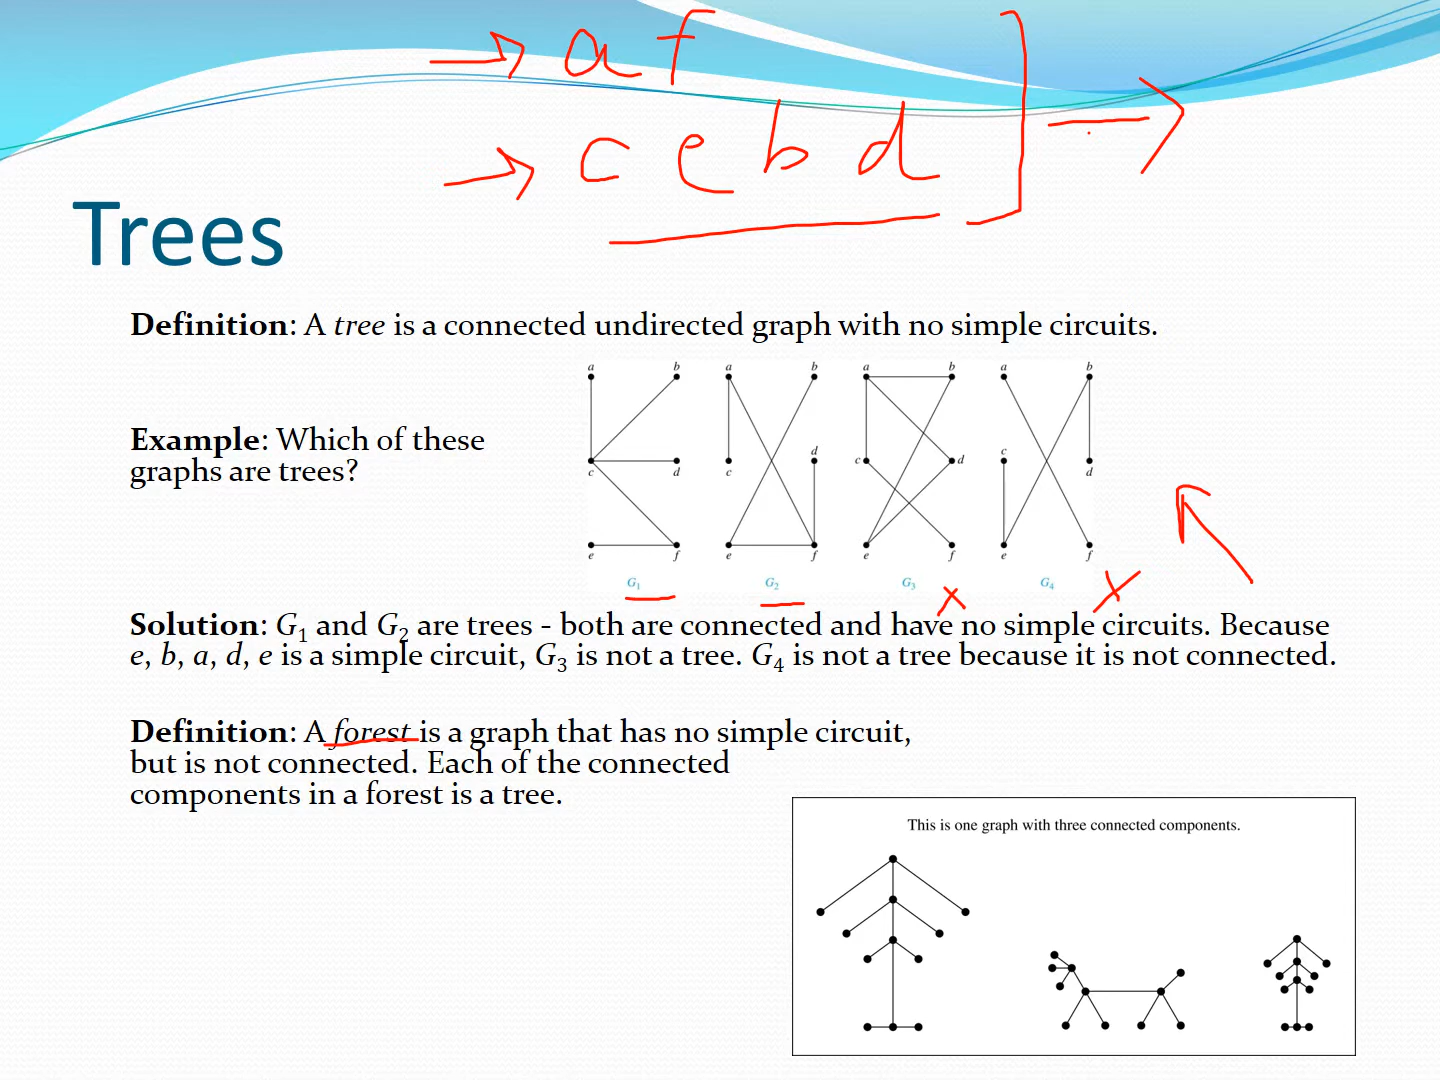 → a f
→ c e b d
Trees
Definition: A tree is a connected undirected graph with no simple circuits.
a b a b a b a b
Example: Which of these
graphs are trees?
d
c d c c d c d
e f e f e f e f
G₁ G₂ G₃ G₄
Solution: G₁ and G₂ are trees - both are connected and have no simple circuits. Because
e, b, a, d, e is a simple circuit, G₃ is not a tree. G₄ is not a tree because it is not connected.
Definition: A forest is a graph that has no simple circuit,
but is not connected. Each of the connected
components in a forest is a tree.
This is one graph with three connected components.